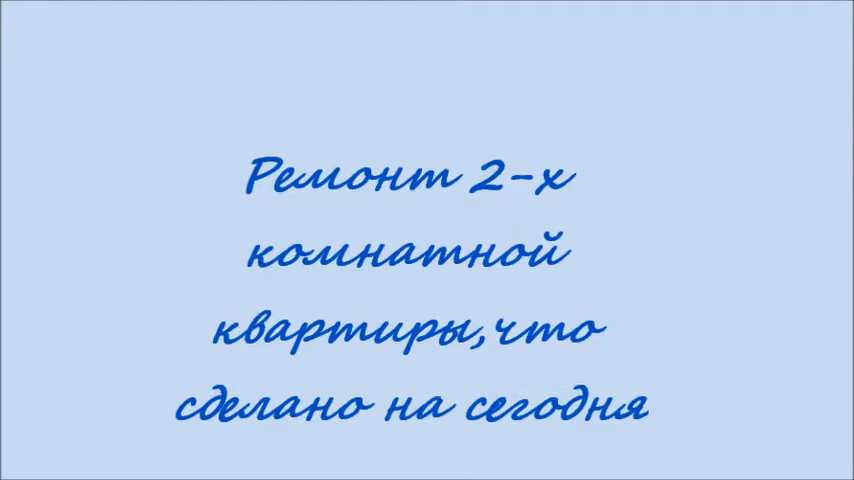 Ремонт 2-х
комнатной
квартиры,что
сделано на сегодня